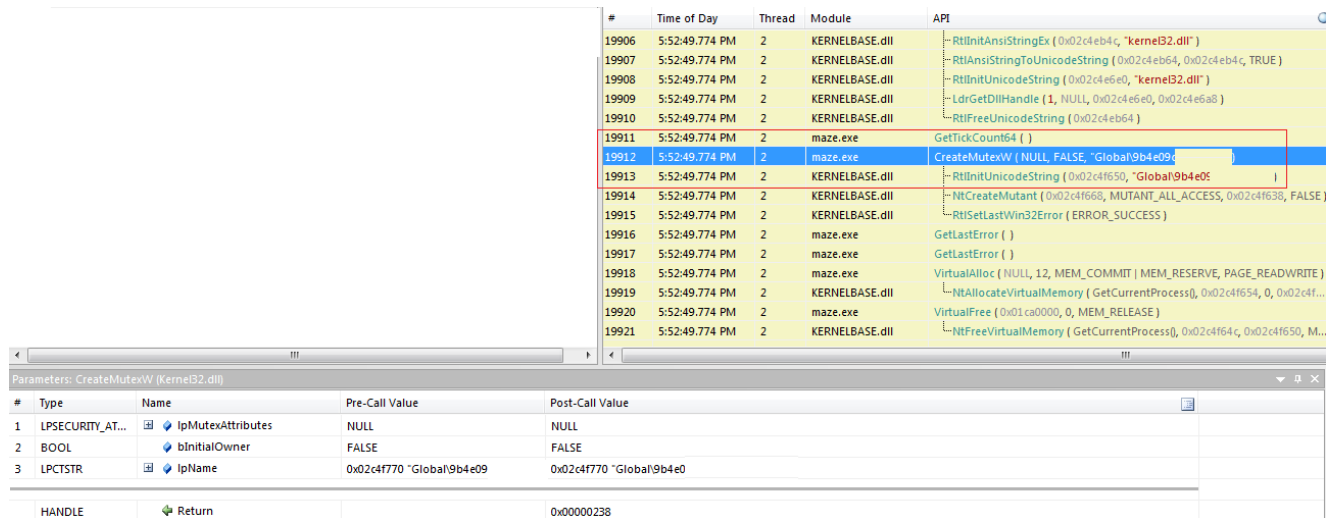 # Time of Day Thread Module API
19906 5:52:49.774 PM 2 KERNELBASE.dll RtlInitAnsiStringEx ( 0x02c4eb4c, "kernel32.dll" )
19907 5:52:49.774 PM 2 KERNELBASE.dll RtlAnsiStringToUnicodeString ( 0x02c4eb64, 0x02c4eb4c, TRUE )
19908 5:52:49.774 PM 2 KERNELBASE.dll RtlInitUnicodeString ( 0x02c4e6e0, "kernel32.dll" )
19909 5:52:49.774 PM 2 KERNELBASE.dll LdrGetDllHandle ( 1, NULL, 0x02c4e6e0, 0x02c4e6a8 )
19910 5:52:49.774 PM 2 KERNELBASE.dll RtlFreeUnicodeString ( 0x02c4eb64 )
19911 5:52:49.774 PM 2 maze.exe GetTickCount64 ( )
19912 5:52:49.774 PM 2 maze.exe CreateMutexW ( NULL, FALSE, "Global\9b4e09c )
19913 5:52:49.774 PM 2 KERNELBASE.dll RtlInitUnicodeString ( 0x02c4f650, "Global\9b4e09 )
19914 5:52:49.774 PM 2 KERNELBASE.dll NtCreateMutant ( 0x02c4f668, MUTANT_ALL_ACCESS, 0x02c4f638, FALSE )
19915 5:52:49.774 PM 2 KERNELBASE.dll RtlSetLastWin32Error ( ERROR_SUCCESS )
19916 5:52:49.774 PM 2 maze.exe GetLastError ( )
19917 5:52:49.774 PM 2 maze.exe GetLastError ( )
19918 5:52:49.774 PM 2 maze.exe VirtualAlloc ( NULL, 12, MEM_COMMIT | MEM_RESERVE, PAGE_READWRITE )
19919 5:52:49.774 PM 2 KERNELBASE.dll NtAllocateVirtualMemory ( GetCurrentProcess(), 0x02c4f654, 0, 0x02c4f...
19920 5:52:49.774 PM 2 maze.exe VirtualFree ( 0x01ca0000, 0, MEM_RELEASE )
19921 5:52:49.774 PM 2 KERNELBASE.dll NtFreeVirtualMemory ( GetCurrentProcess(), 0x02c4f64c, 0x02c4f650, M...
Parameters: CreateMutexW (Kernel32.dll)
# Type Name Pre-Call Value Post-Call Value
1 LPSECURITY_AT... lpMutexAttributes NULL NULL
2 BOOL bInitialOwner FALSE FALSE
3 LPCTSTR lpName 0x02c4f770 "Global\9b4e09 0x02c4f770 "Global\9b4e0
HANDLE Return 0x00000238